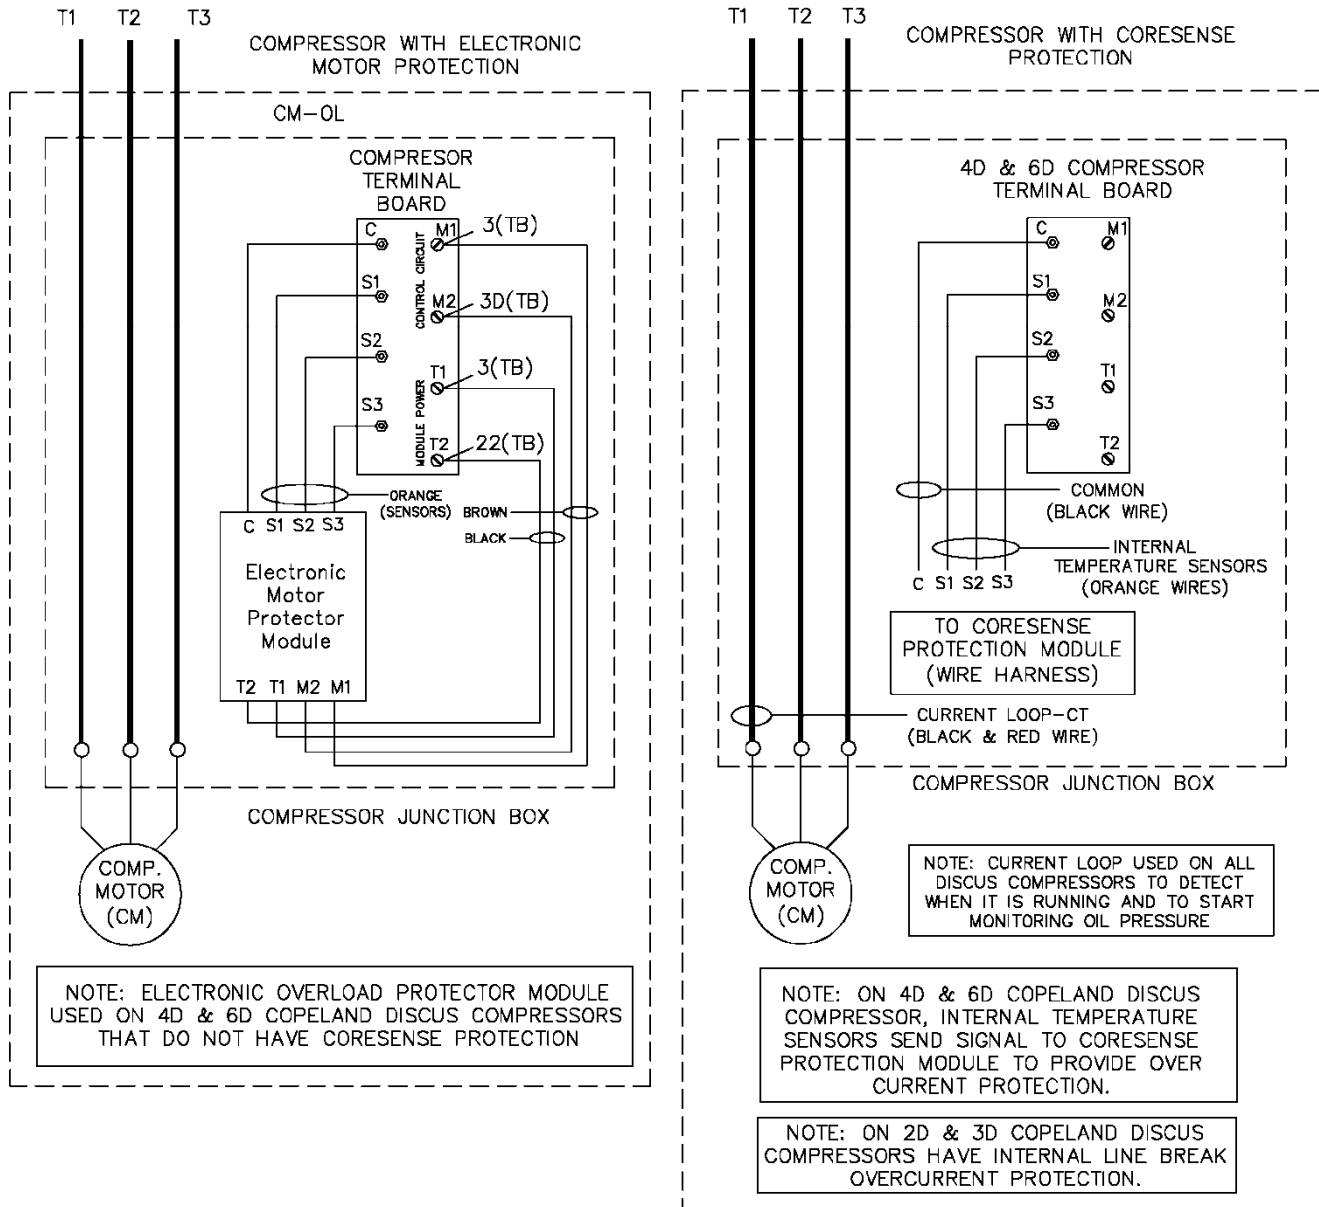 T1 T2 T3
COMPRESSOR WITH ELECTRONIC
MOTOR PROTECTION
CM-OL
COMPRESOR
TERMINAL
BOARD
C
S1
S2
S3
CONTROL CIRCUIT
MODULE POWER
M1
M2
T1
T2
3(TB)
3D(TB)
3(TB)
22(TB)
ORANGE
(SENSORS)
BROWN
BLACK
C S1 S2 S3
Electronic
Motor
Protector
Module
T2 T1 M2 M1
COMPRESSOR JUNCTION BOX
COMP.
MOTOR
(CM)
NOTE: ELECTRONIC OVERLOAD PROTECTOR MODULE
USED ON 4D & 6D COPELAND DISCUS COMPRESSORS
THAT DO NOT HAVE CORESENSE PROTECTION
T1 T2 T3
COMPRESSOR WITH CORESENSE
PROTECTION
4D & 6D COMPRESSOR
TERMINAL BOARD
C
S1
S2
S3
M1
M2
T1
T2
COMMON
(BLACK WIRE)
INTERNAL
TEMPERATURE SENSORS
(ORANGE WIRES)
C S1 S2 S3
TO CORESENSE
PROTECTION MODULE
(WIRE HARNESS)
CURRENT LOOP-CT
(BLACK & RED WIRE)
COMPRESSOR JUNCTION BOX
COMP.
MOTOR
(CM)
NOTE: CURRENT LOOP USED ON ALL
DISCUS COMPRESSORS TO DETECT
WHEN IT IS RUNNING AND TO START
MONITORING OIL PRESSURE
NOTE: ON 4D & 6D COPELAND DISCUS
COMPRESSOR, INTERNAL TEMPERATURE
SENSORS SEND SIGNAL TO CORESENSE
PROTECTION MODULE TO PROVIDE OVER
CURRENT PROTECTION.
NOTE: ON 2D & 3D COPELAND DISCUS
COMPRESSORS HAVE INTERNAL LINE BREAK
OVERCURRENT PROTECTION.